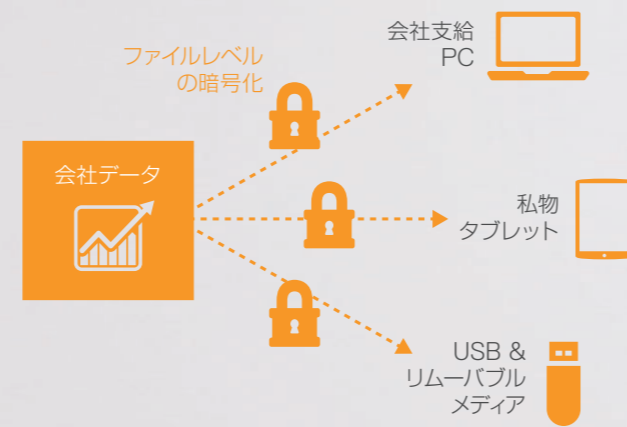 会社支給
PC
ファイルレベル
の暗号化
会社データ
私物
タブレット
USB &
リムーバブル
メディア